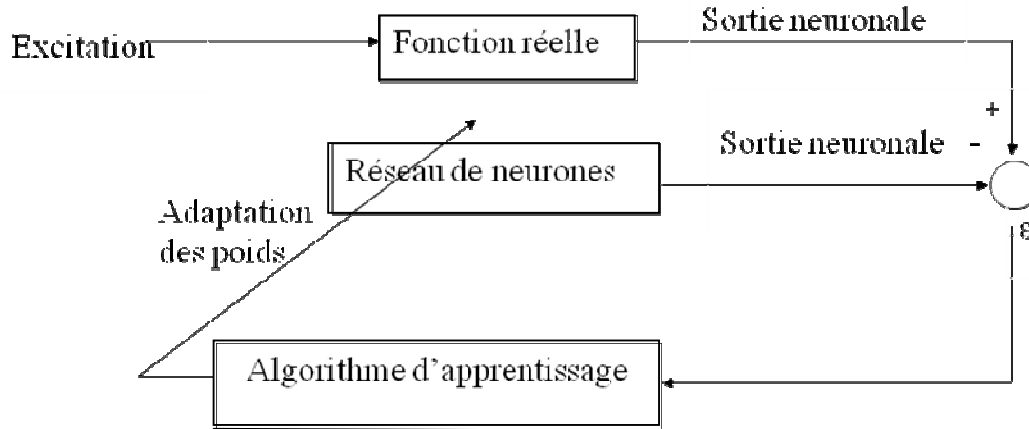 Sortie neuronale
Excitation
Fonction réelle
+
Sortie neuronale -
Réseau de neurones
Adaptation
des poids
ε
Algorithme d'apprentissage